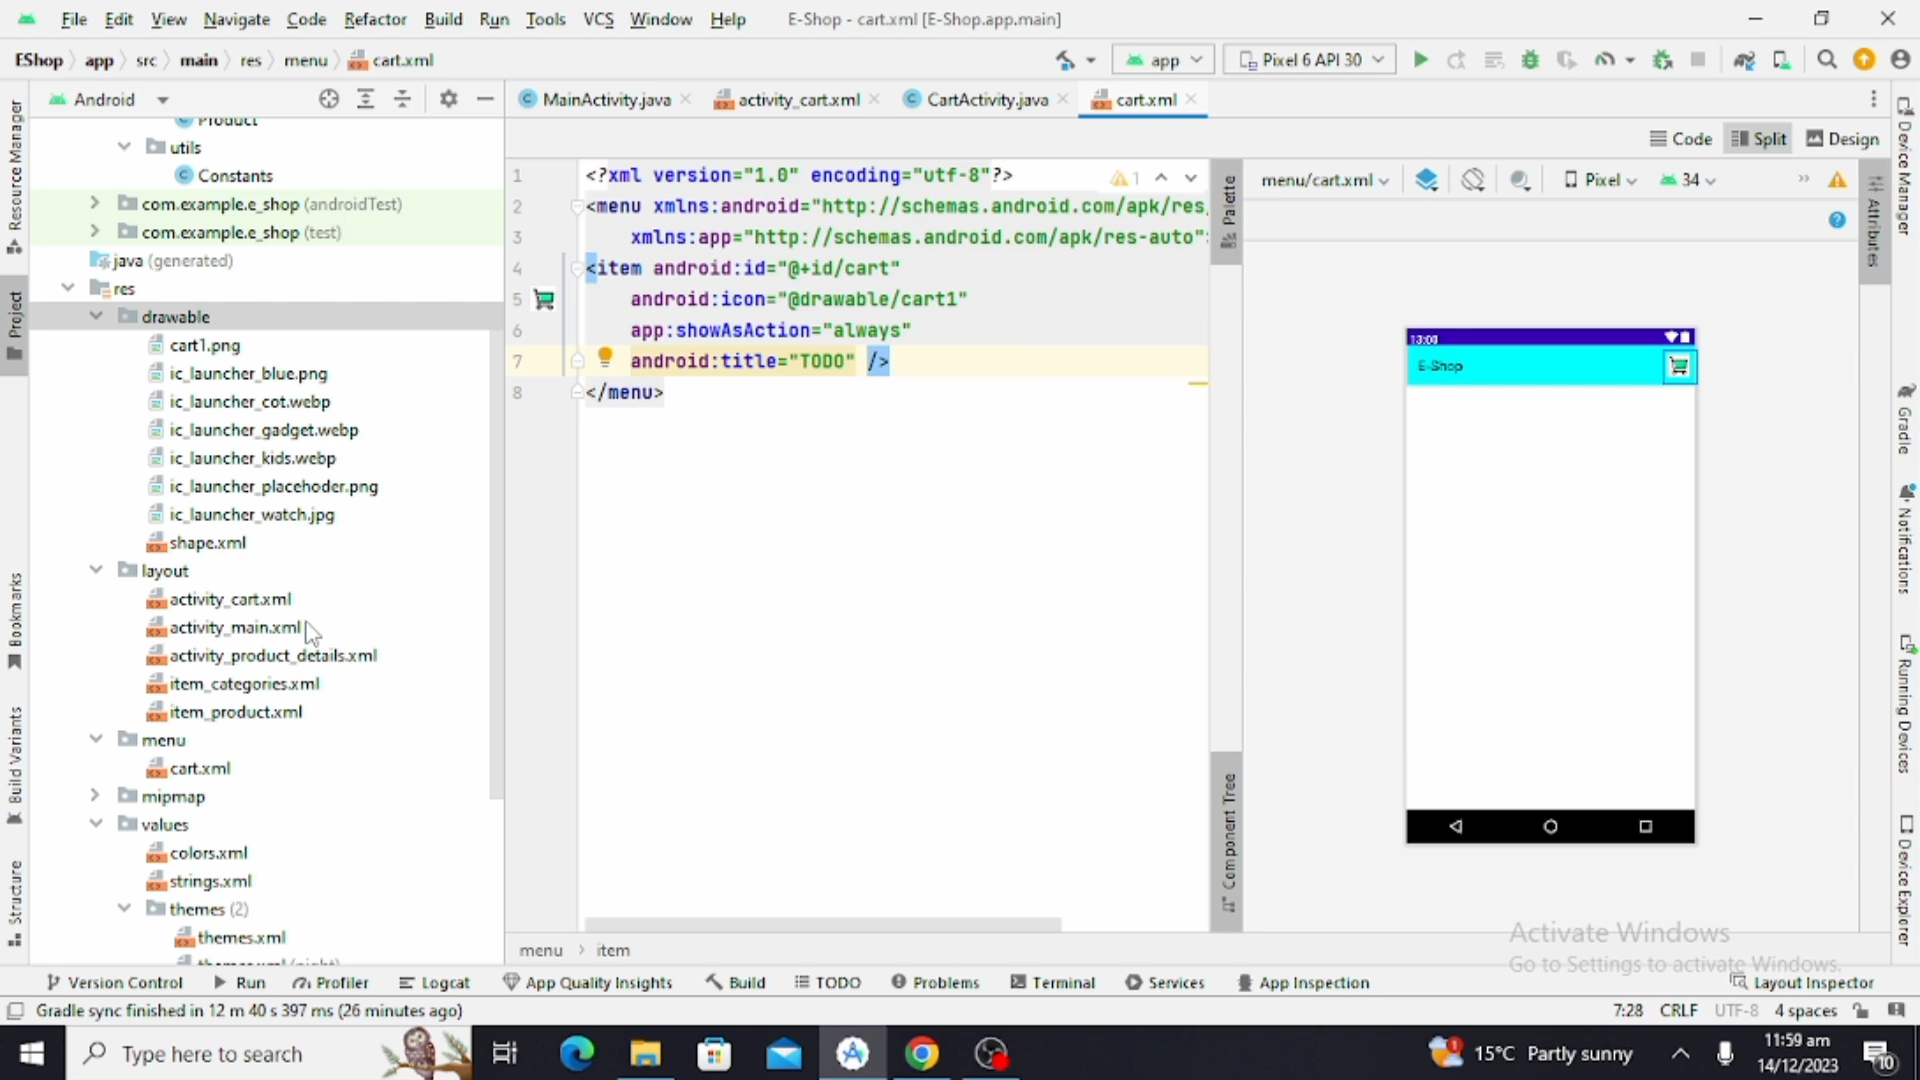 File Edit View Navigate Code Refactor Build Run Tools VCS Window Help E-Shop - cart.xml [E-Shop.app.main]
EShop app src main res menu cart.xml app Pixel 6 API 30
Android MainActivity.java activity_cart.xml CartActivity.java cart.xml
Code Split Design
Product
utils
Constants
com.example.e_shop (androidTest)
com.example.e_shop (test)
java (generated)
res
drawable
cart1.png
ic_launcher_blue.png
ic_launcher_cot.webp
ic_launcher_gadget.webp
ic_launcher_kids.webp
ic_launcher_placehoder.png
ic_launcher_watch.jpg
shape.xml
layout
activity_cart.xml
activity_main.xml
activity_product_details.xml
item_categories.xml
item_product.xml
menu
cart.xml
mipmap
values
colors.xml
strings.xml
themes (2)
themes.xml
1 <?xml version="1.0" encoding="utf-8"?> 1
2 <menu xmlns:android="http://schemas.android.com/apk/res,
3 xmlns:app="http://schemas.android.com/apk/res-auto">
4 <item android:id="@+id/cart"
5 android:icon="@drawable/cart1"
6 app:showAsAction="always"
7 android:title="TODO" />
8 </menu>
menu/cart.xml Pixel 34
13:00
E-Shop
Resource Manager
Project
Bookmarks
Build Variants
Structure
Palette
Component Tree
Attributes
Device Manager
Gradle
Notifications
Running Devices
Device Explorer
menu item
Activate Windows
Go to Settings to activate Windows.
Version Control Run Profiler Logcat App Quality Insights Build TODO Problems Terminal Services App Inspection Layout Inspector
Gradle sync finished in 12 m 40 s 397 ms (26 minutes ago) 7:28 CRLF UTF-8 4 spaces
Type here to search 1 15°C Partly sunny 11:59 am
14/12/2023 10